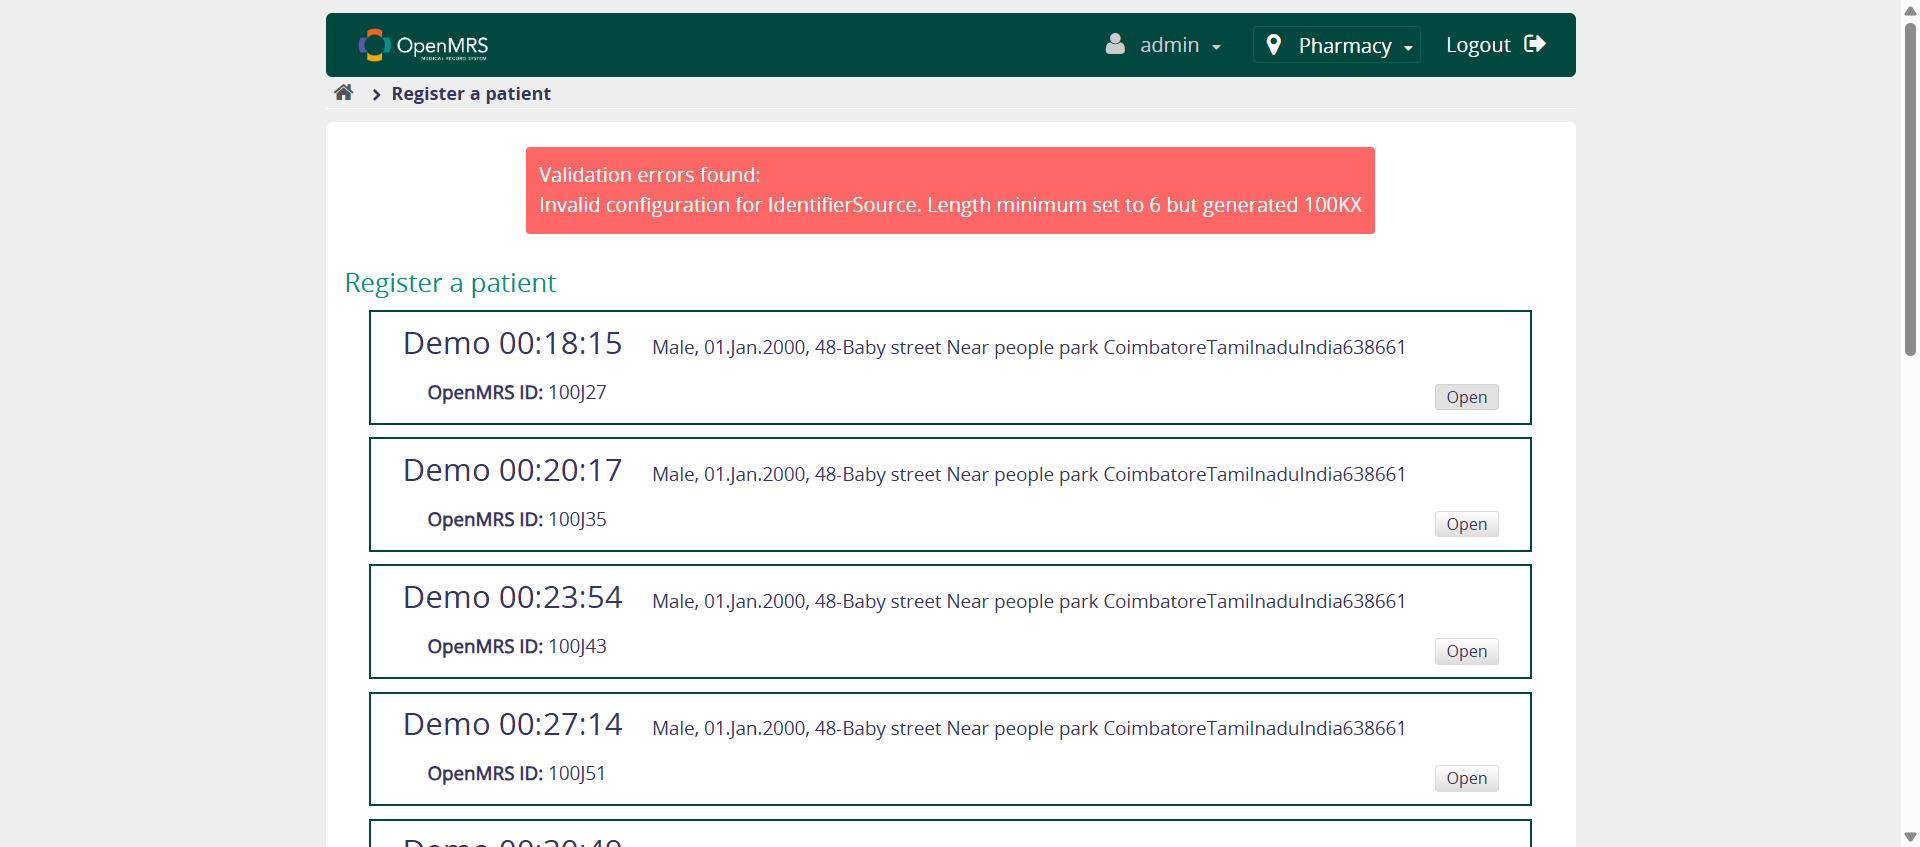 OpenMRS
MEDICAL RECORD SYSTEM
admin
Pharmacy
Logout
Register a patient
Validation errors found:
Invalid configuration for IdentifierSource. Length minimum set to 6 but generated 100KX
Register a patient
Demo 00:18:15 Male, 01.Jan.2000, 48-Baby street Near people park CoimbatoreTamilnaduIndia638661
OpenMRS ID: 100J27
Open
Demo 00:20:17 Male, 01.Jan.2000, 48-Baby street Near people park CoimbatoreTamilnaduIndia638661
OpenMRS ID: 100J35
Open
Demo 00:23:54 Male, 01.Jan.2000, 48-Baby street Near people park CoimbatoreTamilnaduIndia638661
OpenMRS ID: 100J43
Open
Demo 00:27:14 Male, 01.Jan.2000, 48-Baby street Near people park CoimbatoreTamilnaduIndia638661
OpenMRS ID: 100J51
Open